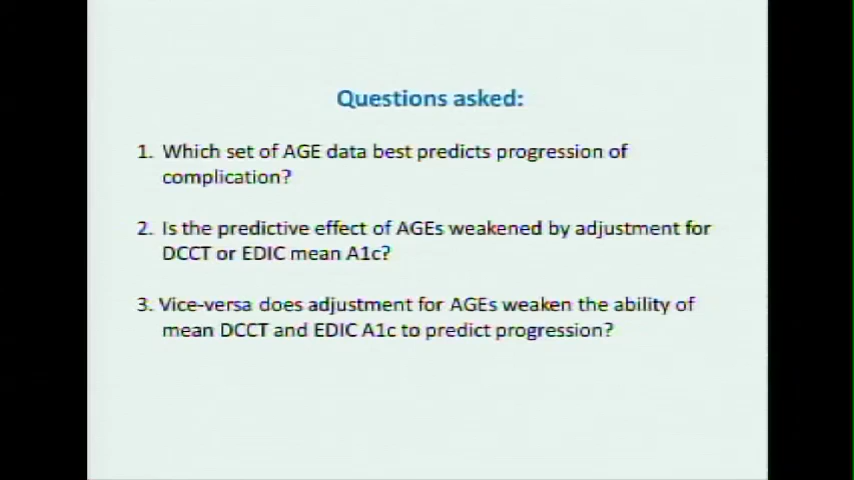 Questions asked:
1. Which set of AGE data best predicts progression of
complication?
2. Is the predictive effect of AGEs weakened by adjustment for
DCCT or EDIC mean A1c?
3. Vice-versa does adjustment for AGEs weaken the ability of
mean DCCT and EDIC A1c to predict progression?